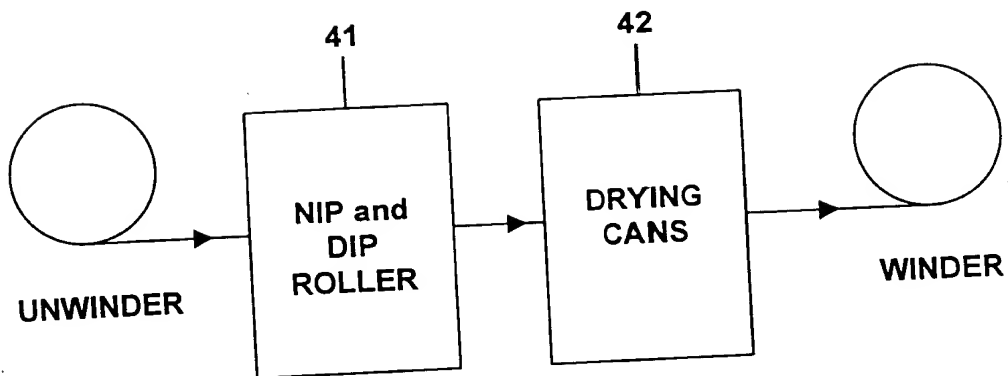 41
42
NIP and
DIP
ROLLER
DRYING
CANS
UNWINDER
WINDER